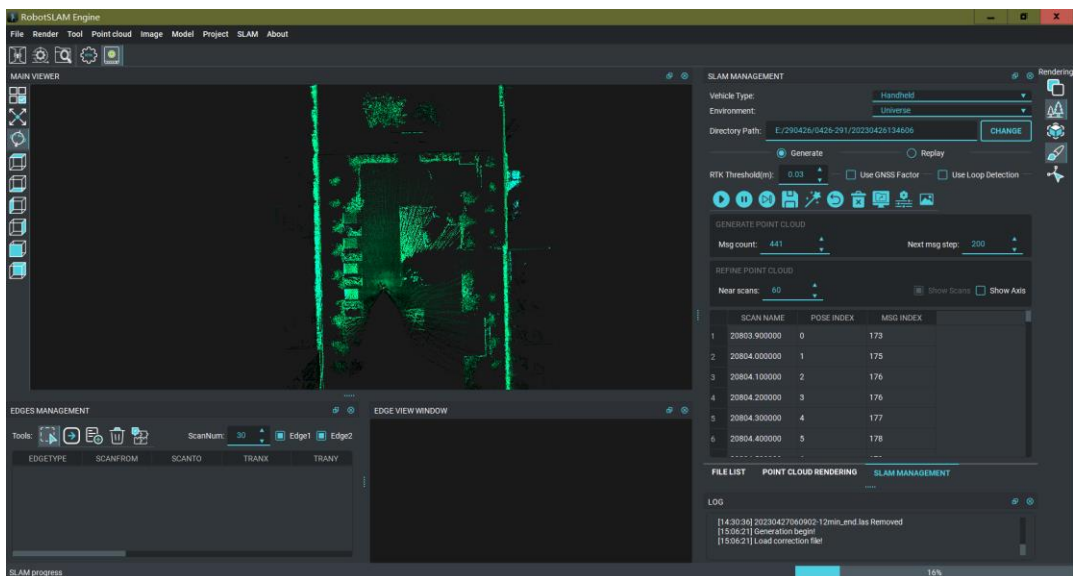 RobotSLAM Engine
File Render Tool Point cloud Image Model Project SLAM About
MAIN VIEWER
SLAM MANAGEMENT
Rendering
Vehicle Type: Handheld
Environment: Universe
Directory Path: E:/290426/0426-291/20230426134606 CHANGE
Generate Replay
RTK Threshold(m): 0.03 Use GNSS Factor Use Loop Detection
GENERATE POINT CLOUD
Msg count: 441 Next msg step: 200
REFINE POINT CLOUD
Near scans: 60 Show Scans Show Axis
SCAN NAME POSE INDEX MSG INDEX
1 20803.900000 0 173
2 20804.000000 1 175
3 20804.100000 2 176
4 20804.200000 3 176
5 20804.300000 4 177
6 20804.400000 5 178
FILE LIST POINT CLOUD RENDERING SLAM MANAGEMENT
EDGES MANAGEMENT
Tools: ScanNum: 30 Edge1 Edge2
EDGETYPE SCANFROM SCANTO TRANX TRANY
EDGE VIEW WINDOW
LOG
[14:30:36] 20230427060902-12min_end.las Removed
[15:06:21] Generation begin!
[15:06:21] Load correction file!
SLAM progress 16%